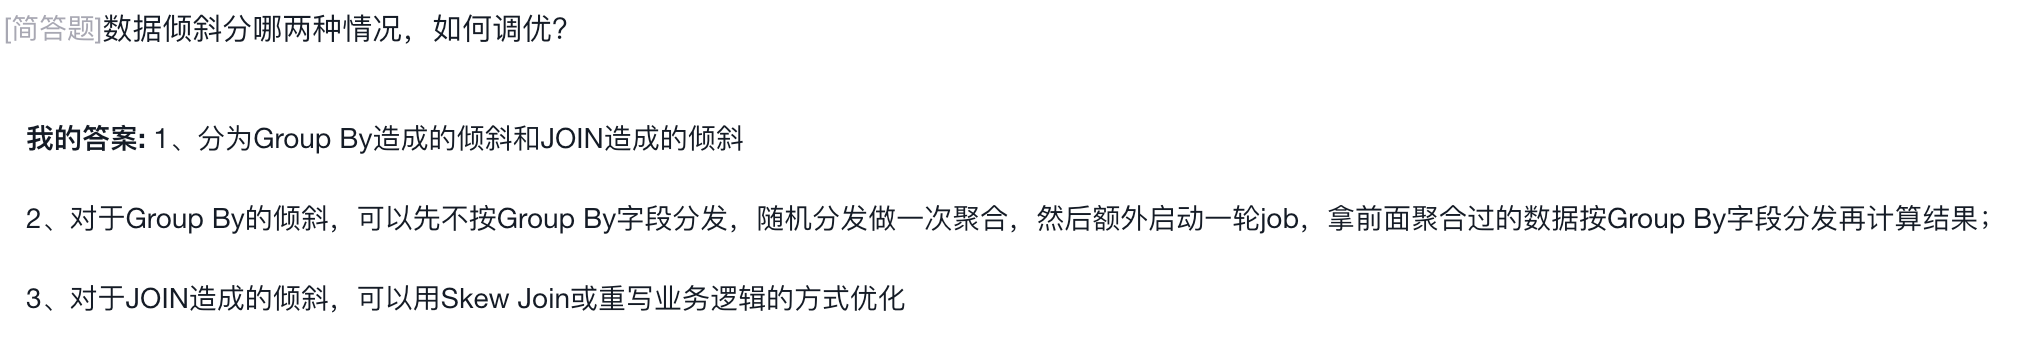 [简答题]数据倾斜分哪两种情况，如何调优?
我的答案: 1、分为Group By造成的倾斜和JOIN造成的倾斜
2、对于Group By的倾斜，可以先不按Group By字段分发，随机分发做一次聚合，然后额外启动一轮job，拿前面聚合过的数据按Group By字段分发再计算结果；
3、对于JOIN造成的倾斜，可以用Skew Join或重写业务逻辑的方式优化